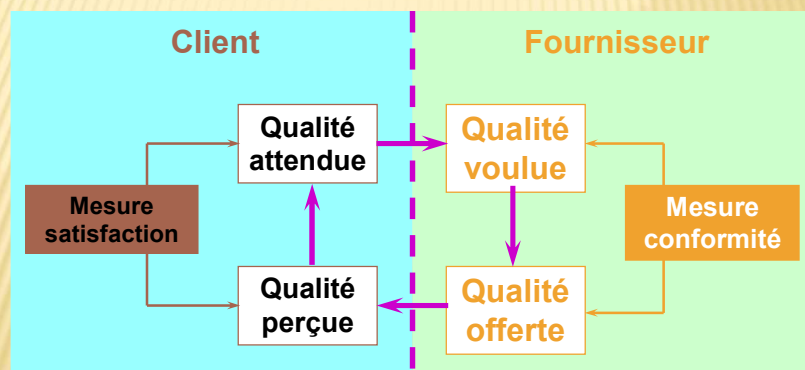 Client
Fournisseur
Qualité
attendue
Qualité
voulue
Mesure
satisfaction
Mesure
conformité
Qualité
perçue
Qualité
offerte